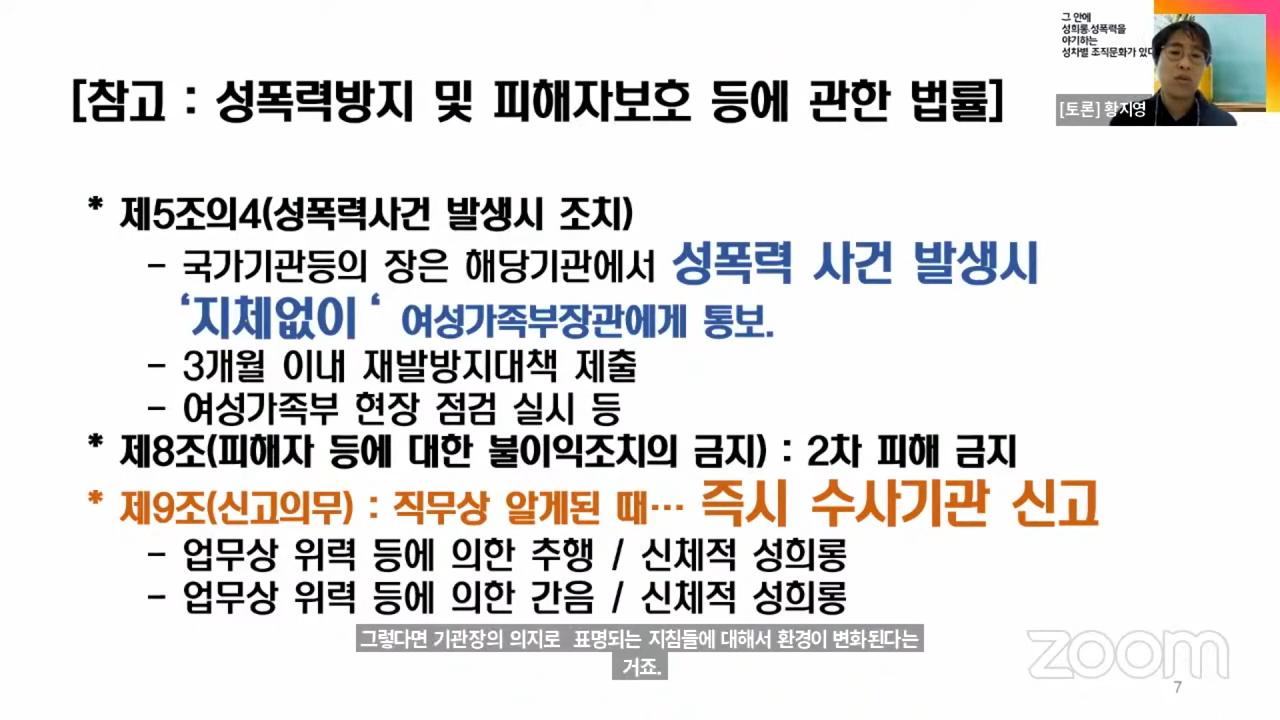 그 안에
성희롱·성폭력을
야기하는
성차별 조직문화가 있다
[토론] 황지영
[참고 : 성폭력방지 및 피해자보호 등에 관한 법률]
* 제5조의4(성폭력사건 발생시 조치)
– 국가기관등의 장은 해당기관에서 성폭력 사건 발생시
‘지체없이 ‘ 여성가족부장관에게 통보.
– 3개월 이내 재발방지대책 제출
– 여성가족부 현장 점검 실시 등
* 제8조(피해자 등에 대한 불이익조치의 금지) : 2차 피해 금지
* 제9조(신고의무) : 직무상 알게된 때… 즉시 수사기관 신고
– 업무상 위력 등에 의한 추행 / 신체적 성희롱
– 업무상 위력 등에 의한 간음 / 신체적 성희롱
그렇다면 기관장의 의지로 표명되는 지침들에 대해서 환경이 변화된다는
거죠.
zoom
7